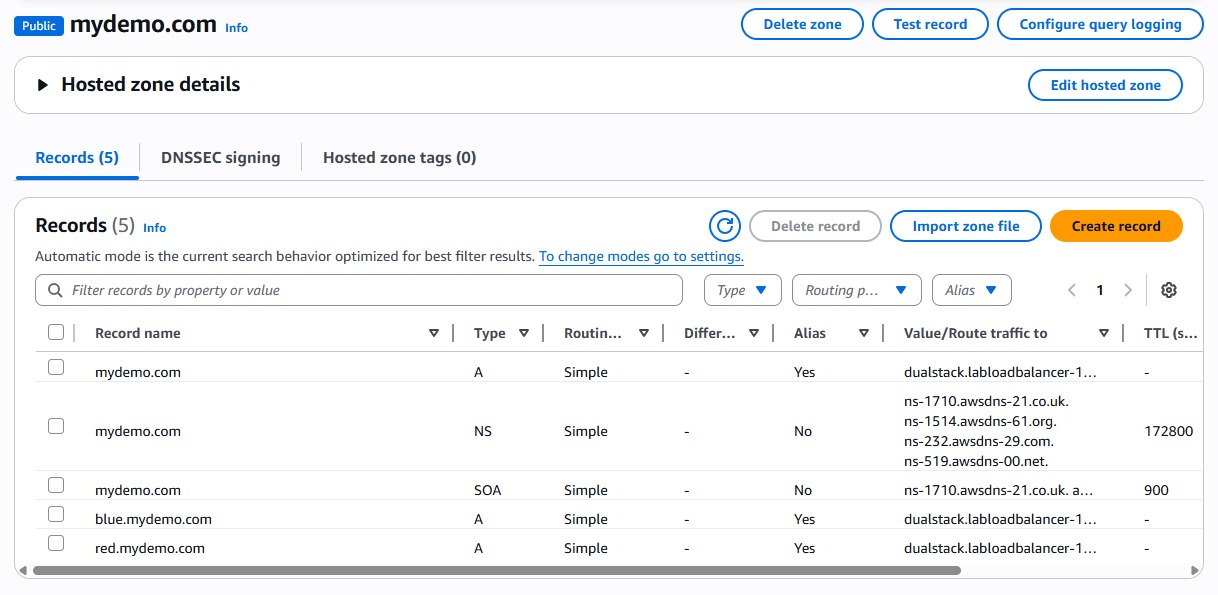 Public mydemo.com Info Delete zone Test record Configure query logging
Hosted zone details Edit hosted zone
Records (5) DNSSEC signing Hosted zone tags (0)
Records (5) Info Delete record Import zone file Create record
Automatic mode is the current search behavior optimized for best filter results. To change modes go to settings.
Filter records by property or value Type Routing p... Alias 1
Record name Type Routin... Differ... Alias Value/Route traffic to TTL (s...
mydemo.com A Simple - Yes dualstack.labloadbalancer-1... -
mydemo.com NS Simple - No ns-1710.awsdns-21.co.uk.
ns-1514.awsdns-61.org.
ns-232.awsdns-29.com.
ns-519.awsdns-00.net. 172800
mydemo.com SOA Simple - No ns-1710.awsdns-21.co.uk. a... 900
blue.mydemo.com A Simple - Yes dualstack.labloadbalancer-1... -
red.mydemo.com A Simple - Yes dualstack.labloadbalancer-1... -